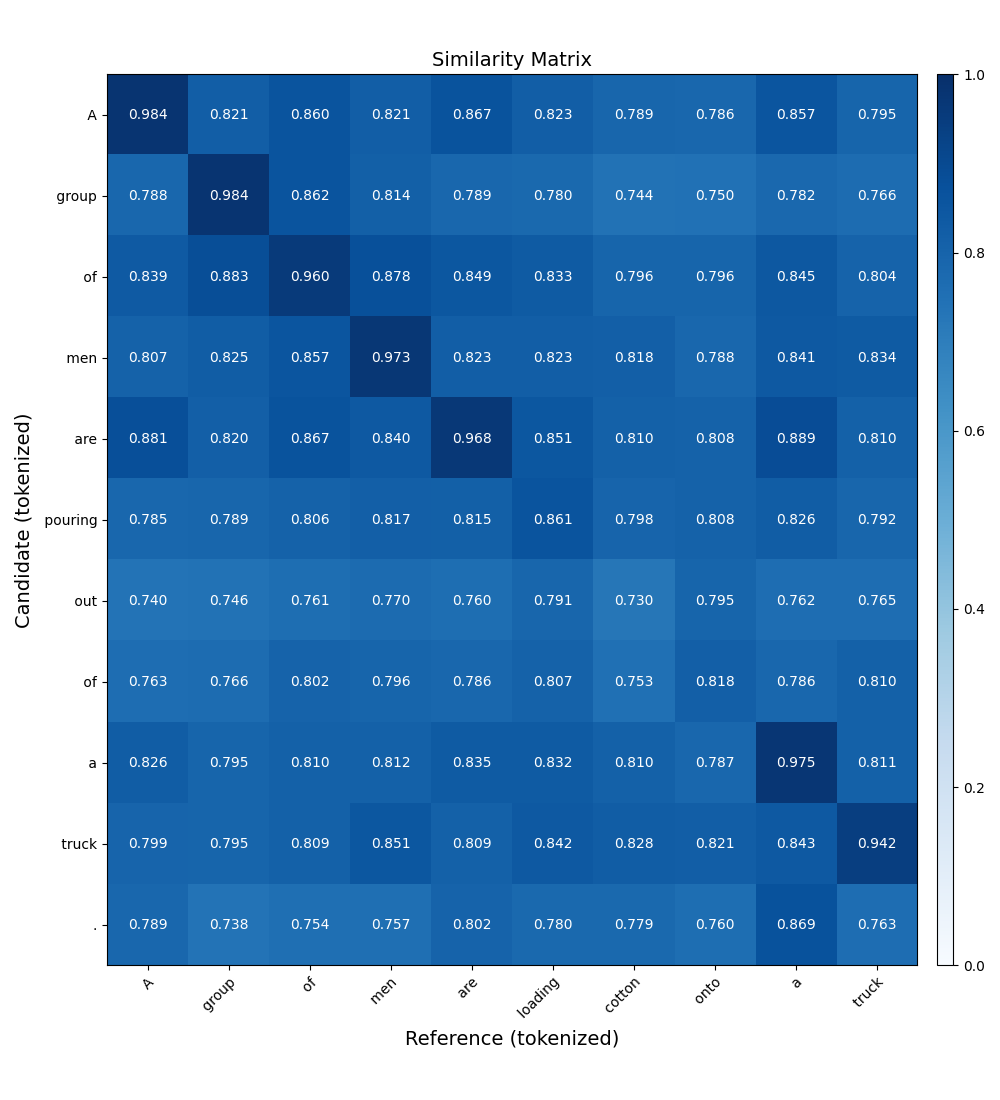 Similarity Matrix
A 0.984 0.821 0.860 0.821 0.867 0.823 0.789 0.786 0.857 0.795
group 0.788 0.984 0.862 0.814 0.789 0.780 0.744 0.750 0.782 0.766
of 0.839 0.883 0.960 0.878 0.849 0.833 0.796 0.796 0.845 0.804
men 0.807 0.825 0.857 0.973 0.823 0.823 0.818 0.788 0.841 0.834
are 0.881 0.820 0.867 0.840 0.968 0.851 0.810 0.808 0.889 0.810
pouring 0.785 0.789 0.806 0.817 0.815 0.861 0.798 0.808 0.826 0.792
out 0.740 0.746 0.761 0.770 0.760 0.791 0.730 0.795 0.762 0.765
of 0.763 0.766 0.802 0.796 0.786 0.807 0.753 0.818 0.786 0.810
a 0.826 0.795 0.810 0.812 0.835 0.832 0.810 0.787 0.975 0.811
truck 0.799 0.795 0.809 0.851 0.809 0.842 0.828 0.821 0.843 0.942
. 0.789 0.738 0.754 0.757 0.802 0.780 0.779 0.760 0.869 0.763
A group of men are loading cotton onto a truck
Reference (tokenized)
Candidate (tokenized)
1.0
0.8
0.6
0.4
0.2
0.0